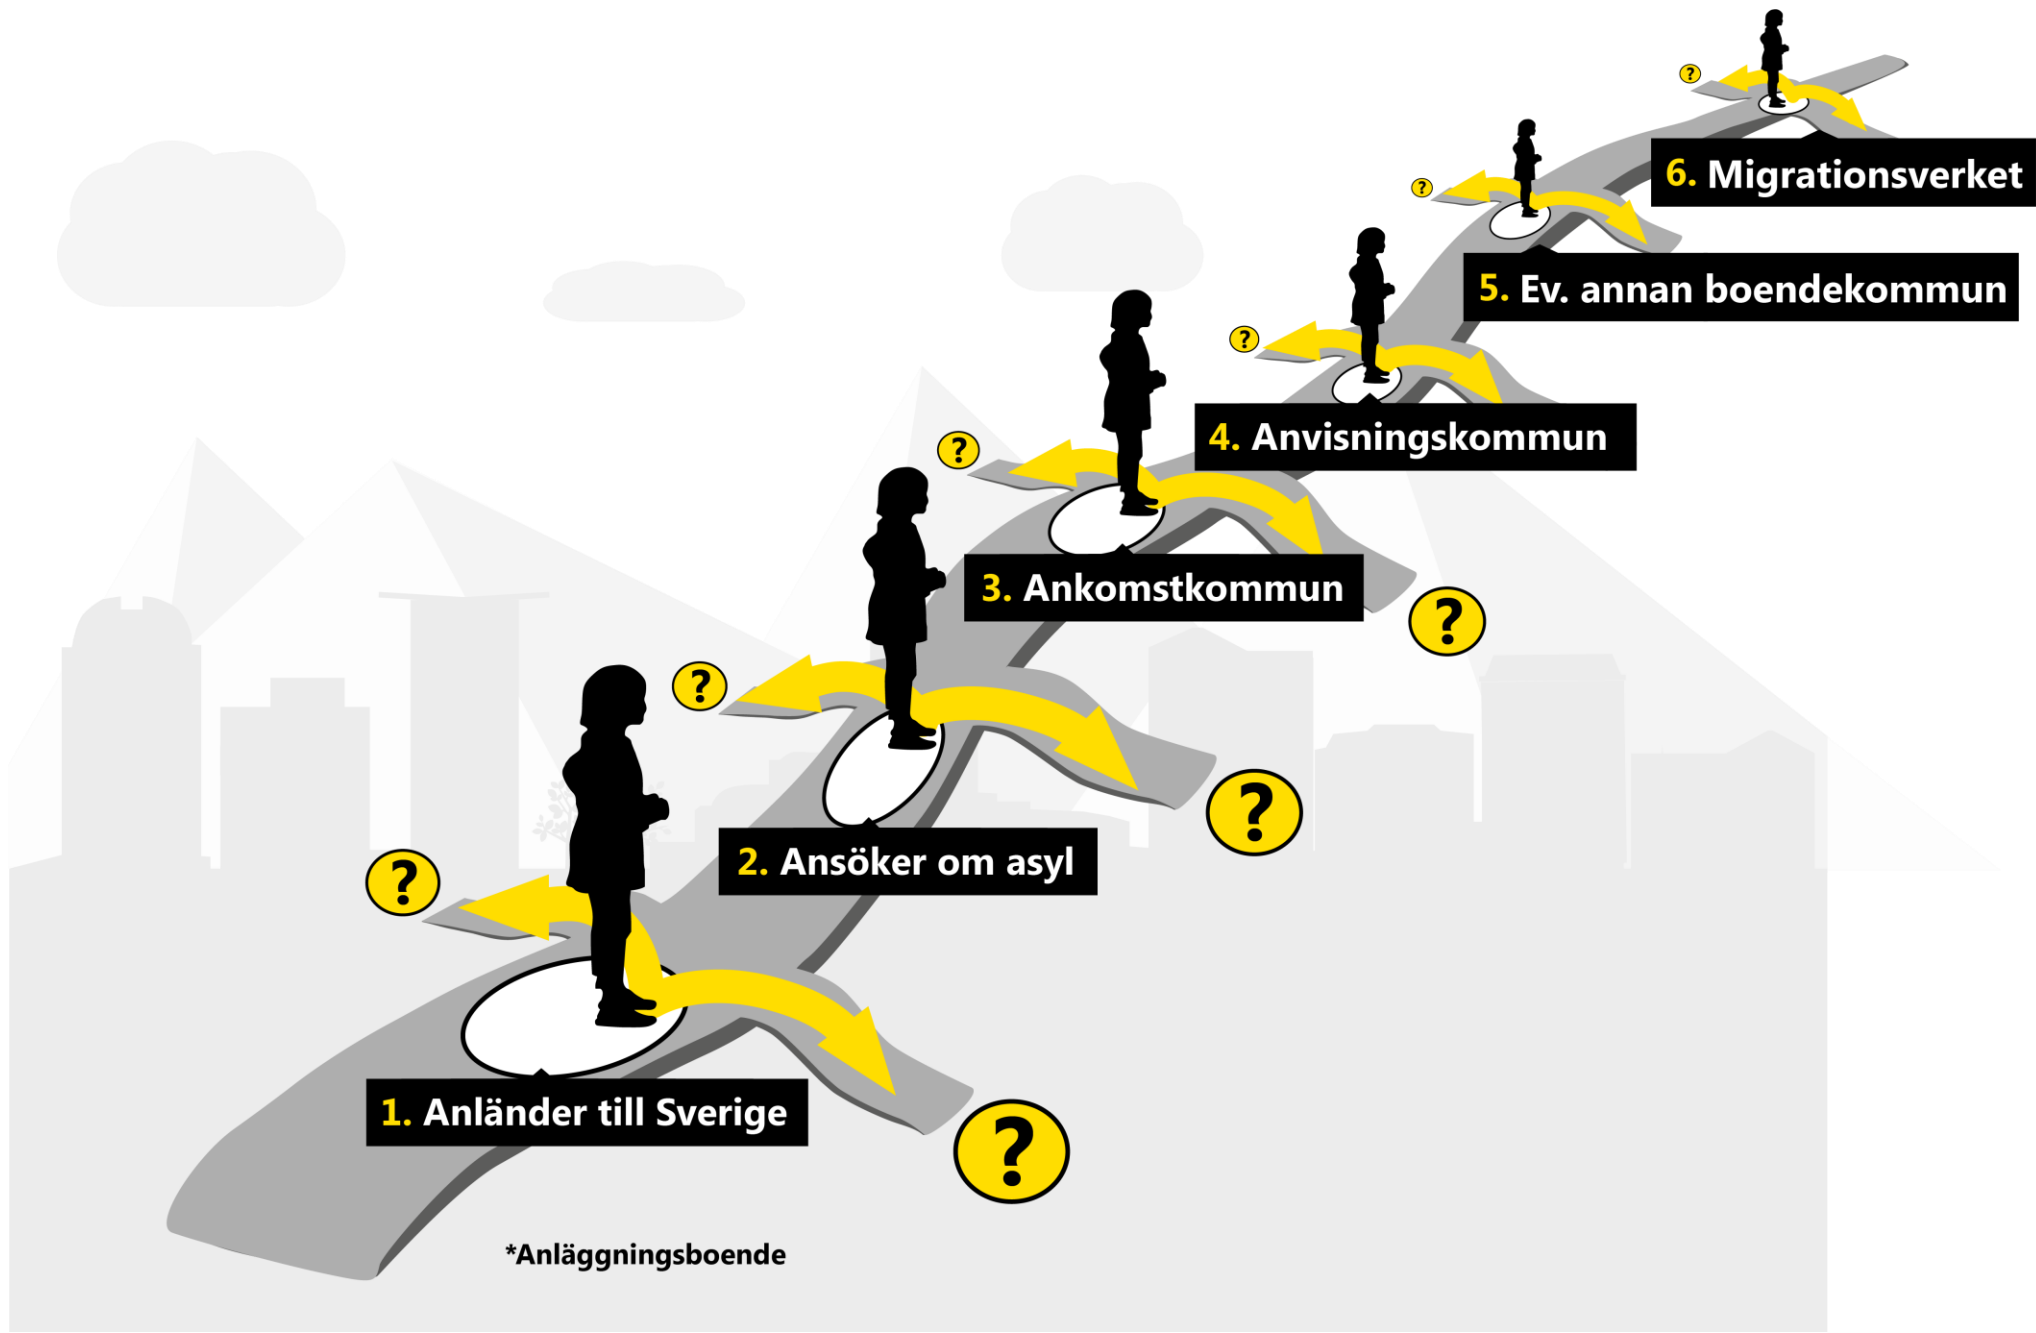 ?
6. Migrationsverket
?
5. Ev. annan boendekommun
?
4. Anvisningskommun
?
3. Ankomstkommun
?
?
2. Ansöker om asyl
?
?
1. Anländer till Sverige
?
*Anläggningsboende